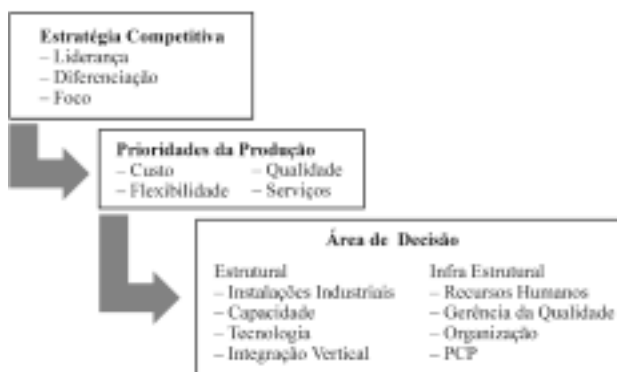 Estratégia Competitiva
– Liderança
– Diferenciação
– Foco
Prioridades da Produção
– Custo – Qualidade
– Flexibilidade – Serviços
Área de Decisão
Estrutural Infra Estrutural
– Instalações Industriais – Recursos Humanos
– Capacidade – Gerência da Qualidade
– Tecnologia – Organização
– Integração Vertical – PCP